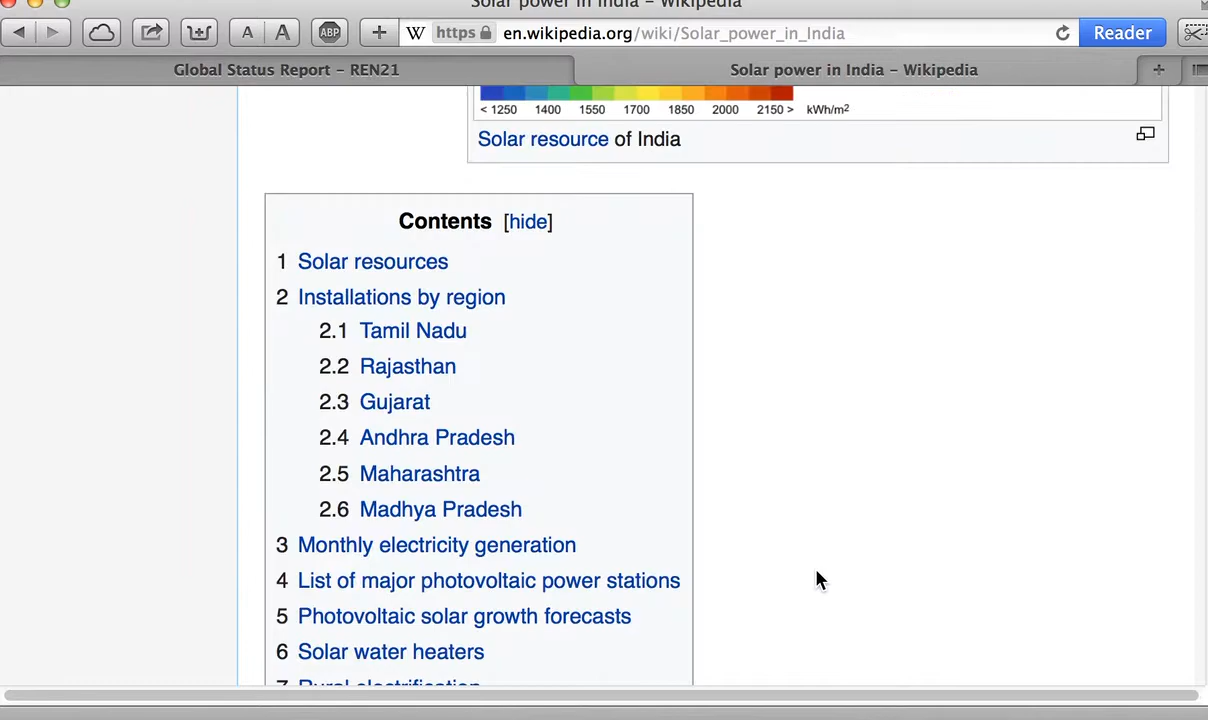 Solar power in India – Wikipedia
A A ABP + W https en.wikipedia.org/wiki/Solar_power_in_India Reader
Global Status Report – REN21 Solar power in India – Wikipedia +
< 1250 1400 1550 1700 1850 2000 2150 > kWh/m²
Solar resource of India
Contents [hide]
1 Solar resources
2 Installations by region
2.1 Tamil Nadu
2.2 Rajasthan
2.3 Gujarat
2.4 Andhra Pradesh
2.5 Maharashtra
2.6 Madhya Pradesh
3 Monthly electricity generation
4 List of major photovoltaic power stations
5 Photovoltaic solar growth forecasts
6 Solar water heaters
7 Rural electrification